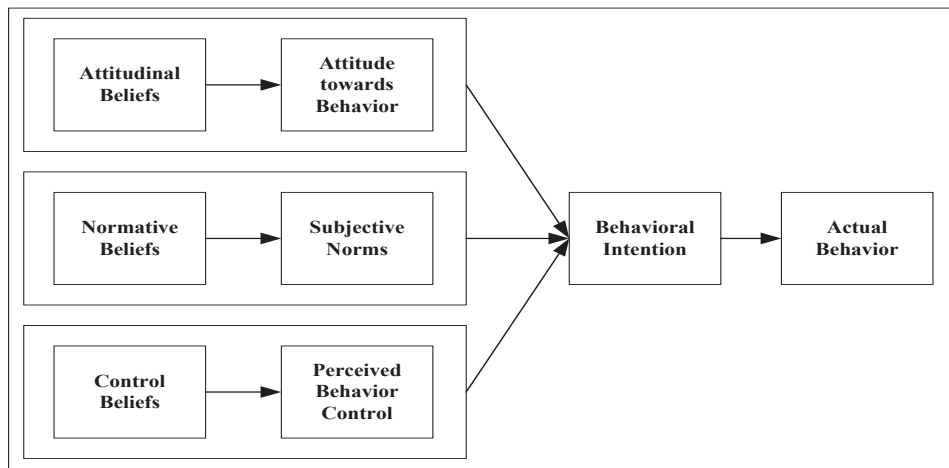 Attitudinal
Beliefs
Attitude
towards
Behavior
Normative
Beliefs
Subjective
Norms
Control
Beliefs
Perceived
Behavior
Control
Behavioral
Intention
Actual
Behavior